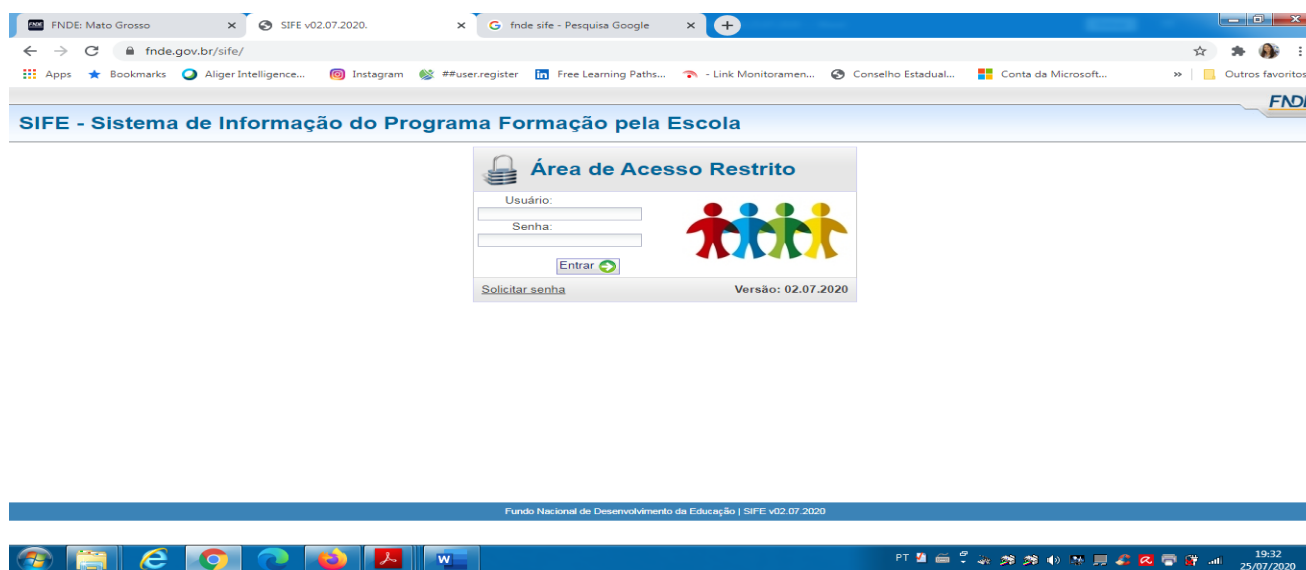 FNDE: Mato Grosso
SIFE v02.07.2020.
fnde sife - Pesquisa Google
fnde.gov.br/sife/
Apps Bookmarks Aliger Intelligence... Instagram ##user.register Free Learning Paths... - Link Monitoramen... Conselho Estadual... Conta da Microsoft... » Outros favoritos
FNDE
SIFE - Sistema de Informação do Programa Formação pela Escola
Área de Acesso Restrito
Usuário:
Senha:
Entrar
Solicitar senha
Versão: 02.07.2020
Fundo Nacional de Desenvolvimento da Educação | SIFE v02.07.2020
PT
19:32
25/07/2020